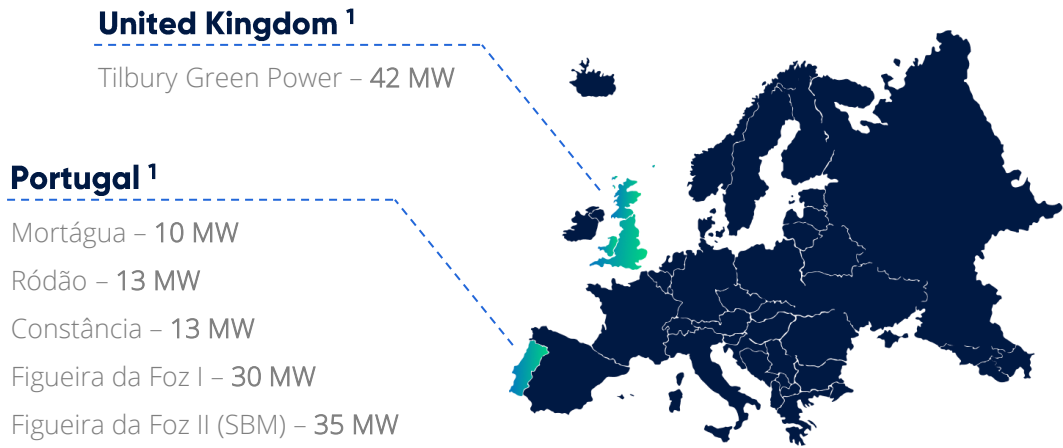 United Kingdom ¹
Tilbury Green Power – 42 MW
Portugal ¹
Mortágua – 10 MW
Ródão – 13 MW
Constância – 13 MW
Figueira da Foz I – 30 MW
Figueira da Foz II (SBM) – 35 MW